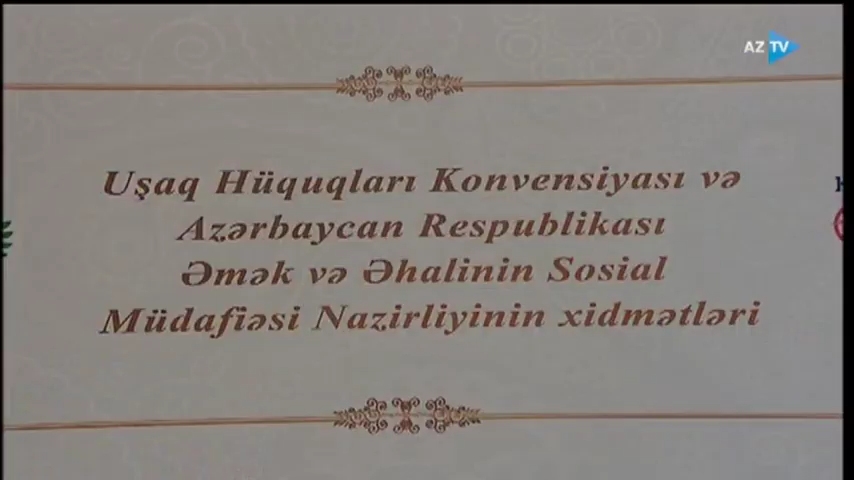 AZ TV
Uşaq Hüquqları Konvensiyası və
Azərbaycan Respublikası
Əmək və Əhalinin Sosial
Müdafiəsi Nazirliyinin xidmətləri